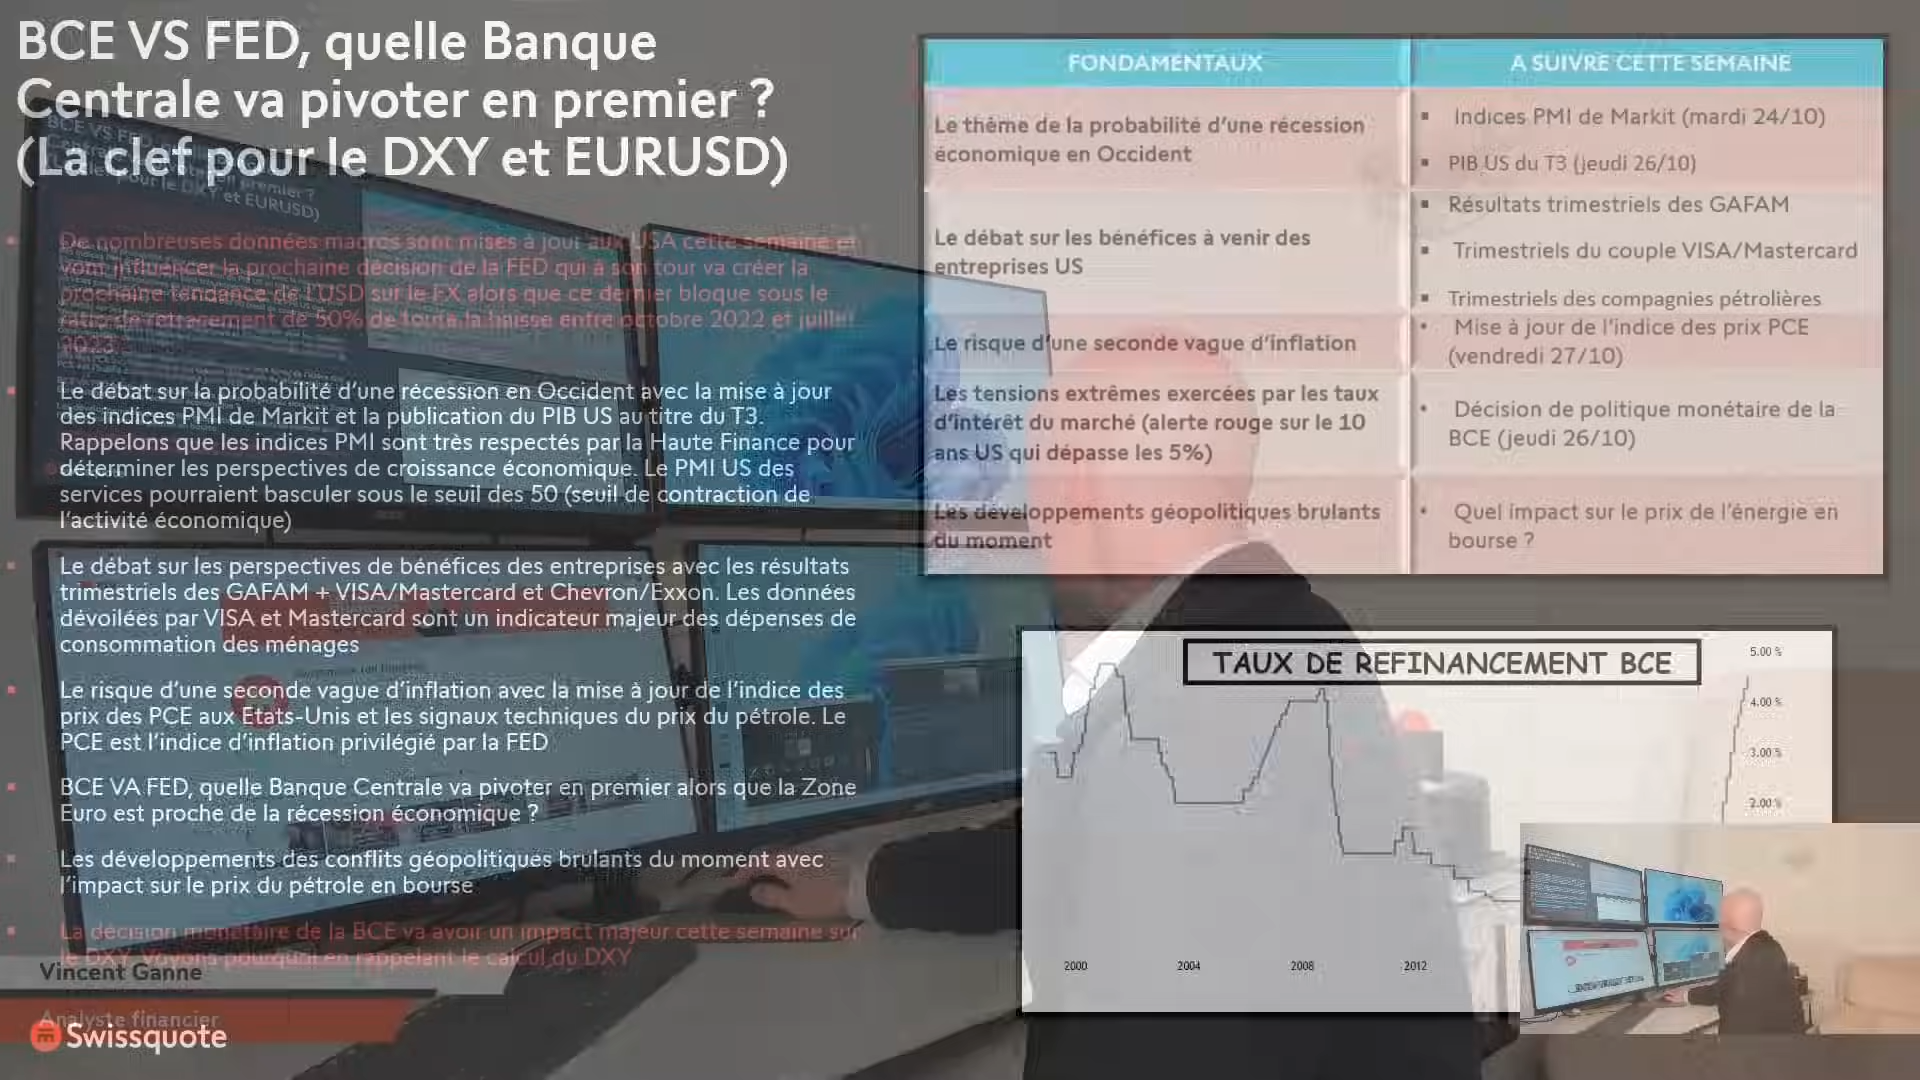 BCE VS FED, quelle Banque
Centrale va pivoter en premier ?
(La clef pour le DXY et EURUSD)
De nombreuses données macros sont mises à jour aux USA cette semaine et
vont influencer la prochaine décision de la FED qui à son tour va créer la
prochaine tendance de l'USD sur le FX alors que ce dernier bloque sous le
ratio de retracement de 50% de toute la baisse entre octobre 2022 et juillet
2023
Le débat sur la probabilité d'une récession en Occident avec la mise à jour
des indices PMI de Markit et la publication du PIB US au titre du T3.
Rappelons que les indices PMI sont très respectés par la Haute Finance pour
déterminer les perspectives de croissance économique. Le PMI US des
services pourraient basculer sous le seuil des 50 (seuil de contraction de
l'activité économique)
Le débat sur les perspectives de bénéfices des entreprises avec les résultats
trimestriels des GAFAM + VISA/Mastercard et Chevron/Exxon. Les données
dévoilées par VISA et Mastercard sont un indicateur majeur des dépenses de
consommation des ménages
Le risque d'une seconde vague d'inflation avec la mise à jour de l'indice des
prix des PCE aux Etats-Unis et les signaux techniques du prix du pétrole. Le
PCE est l'indice d'inflation privilégié par la FED
BCE VA FED, quelle Banque Centrale va pivoter en premier alors que la Zone
Euro est proche de la récession économique ?
Les développements des conflits géopolitiques brulants du moment avec
l'impact sur le prix du pétrole en bourse
La décision monétaire de la BCE va avoir un impact majeur cette semaine sur
le DXY. Voyons pourquoi en rappelant le calcul du DXY
Vincent Ganne
Analyste financier
Swissquote
FONDAMENTAUX
A SUIVRE CETTE SEMAINE
Le thème de la probabilité d'une récession
économique en Occident
Indices PMI de Markit (mardi 24/10)
PIB US du T3 (jeudi 26/10)
Le débat sur les bénéfices à venir des
entreprises US
Résultats trimestriels des GAFAM
Trimestriels du couple VISA/Mastercard
Trimestriels des compagnies pétrolières
Le risque d'une seconde vague d'inflation
Mise à jour de l'indice des prix PCE
(vendredi 27/10)
Les tensions extrêmes exercées par les taux
d'intérêt du marché (alerte rouge sur le 10
ans US qui dépasse les 5%)
Décision de politique monétaire de la
BCE (jeudi 26/10)
Les développements géopolitiques brulants
du moment
Quel impact sur le prix de l'énergie en
bourse ?
TAUX DE REFINANCEMENT BCE
5.00 %
4.00 %
3.00 %
2.00 %
2000
2004
2008
2012